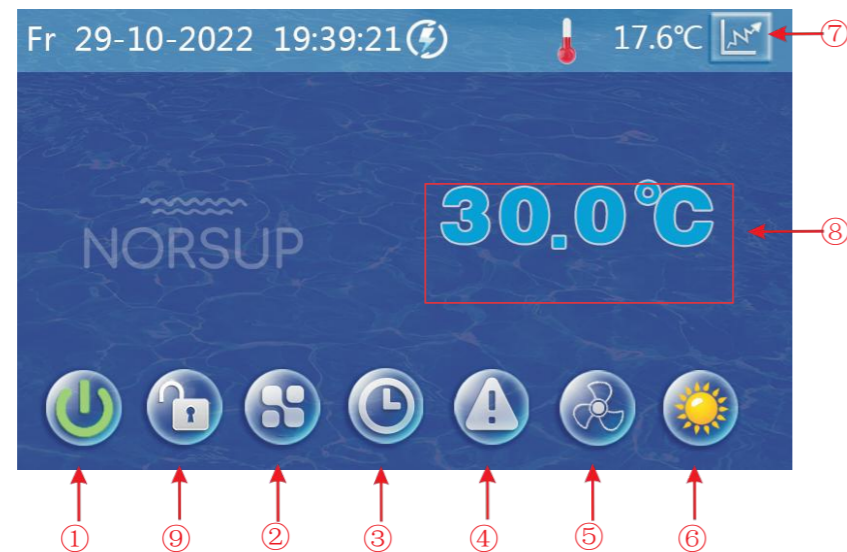 Fr 29-10-2022 19:39:21 17.6℃ ⑦
30.0℃ ⑧
NORSUP
① ⑨ ② ③ ④ ⑤ ⑥